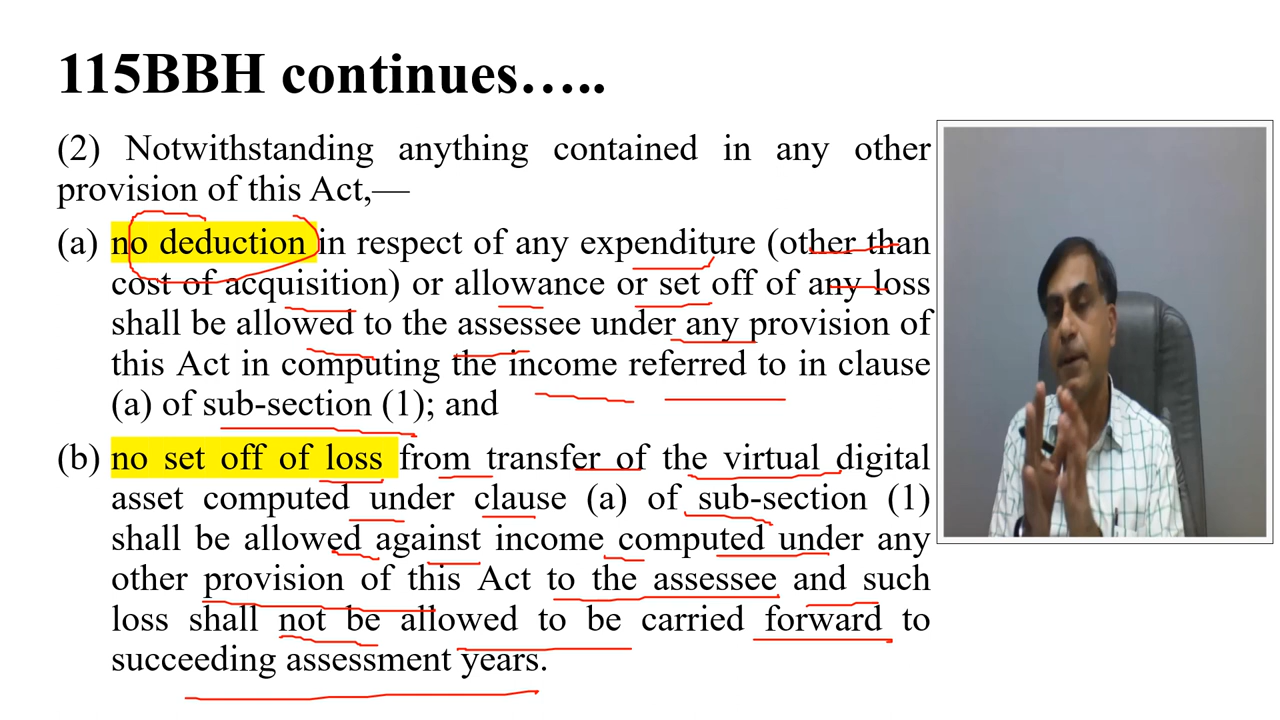 115BBH continues…..
(2) Notwithstanding anything contained in any other
provision of this Act,—
(a) no deduction in respect of any expenditure (other than
cost of acquisition) or allowance or set off of any loss
shall be allowed to the assessee under any provision of
this Act in computing the income referred to in clause
(a) of sub-section (1); and
(b) no set off of loss from transfer of the virtual digital
asset computed under clause (a) of sub-section (1)
shall be allowed against income computed under any
other provision of this Act to the assessee and such
loss shall not be allowed to be carried forward to
succeeding assessment years.